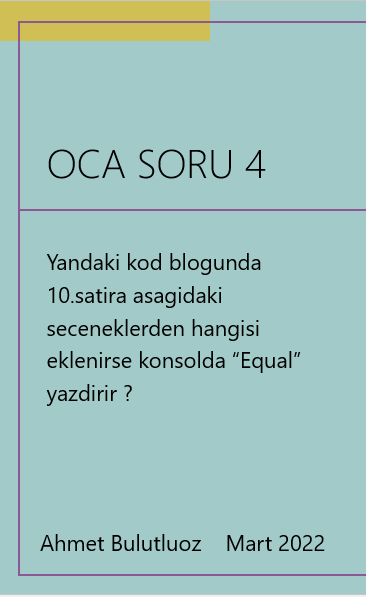 OCA SORU 4
Yandaki kod blogunda
10.satira asagidaki
seceneklerden hangisi
eklenirse konsolda “Equal”
yazdirir ?
Ahmet Bulutluoz Mart 2022